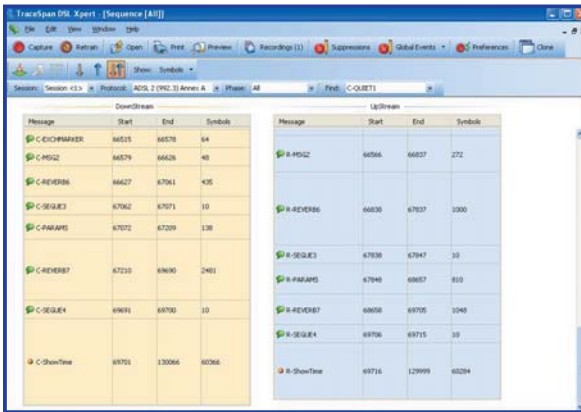 TraceSpan DSL Xpert - [Sequence [All]]
File Edit View Window Help
Capture Retrain Open Print Preview Recordings (1) Suppressions Global Events Preferences Clone
Show: Symbols
Session: Session <1> Protocol: ADSL 2 (992.3) Annex A Phase: All Find: C-QUIET1
DownStream UpStream
Message Start End Symbols Message Start End Symbols
C-EXCHMARKER 66515 66578 64
C-MSG2 66579 66626 48
R-MSG2 66566 66837 272
C-REVERB6 66627 67061 435
C-SEGUE3 67062 67071 10
R-REVERB6 66838 67837 1000
C-PARAMS 67072 67209 138
R-SEGUE3 67838 67847 10
C-REVERB7 67210 69690 2481
R-PARAMS 67848 68657 810
C-SEGUE4 69691 69700 10
R-REVERB7 68658 69705 1048
R-SEGUE4 69706 69715 10
C-ShowTime 69701 130066 60366
R-ShowTime 69716 129999 60284